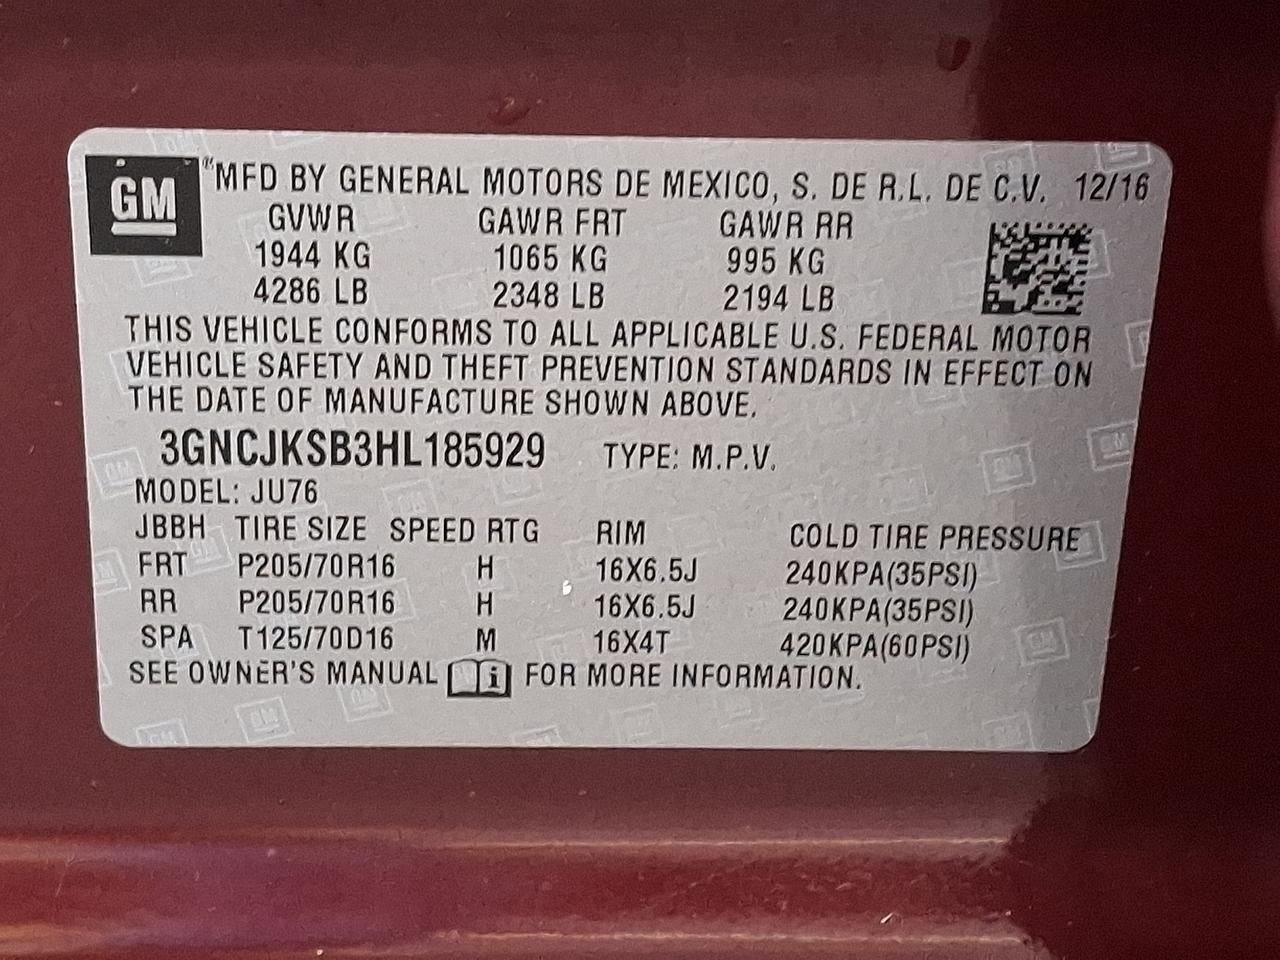 GM
MFD BY GENERAL MOTORS DE MEXICO, S. DE R.L. DE C.V. 12/16
GVWR GAWR FRT GAWR RR
1944 KG 1065 KG 995 KG
4286 LB 2348 LB 2194 LB
THIS VEHICLE CONFORMS TO ALL APPLICABLE U.S. FEDERAL MOTOR
VEHICLE SAFETY AND THEFT PREVENTION STANDARDS IN EFFECT ON
THE DATE OF MANUFACTURE SHOWN ABOVE.
3GNCJKSB3HL185929 TYPE: M.P.V.
MODEL: JU76
JBBH TIRE SIZE SPEED RTG RIM COLD TIRE PRESSURE
FRT P205/70R16 H 16X6.5J 240KPA(35PSI)
RR P205/70R16 H 16X6.5J 240KPA(35PSI)
SPA T125/70D16 M 16X4T 420KPA(60PSI)
SEE OWNER'S MANUAL i FOR MORE INFORMATION.